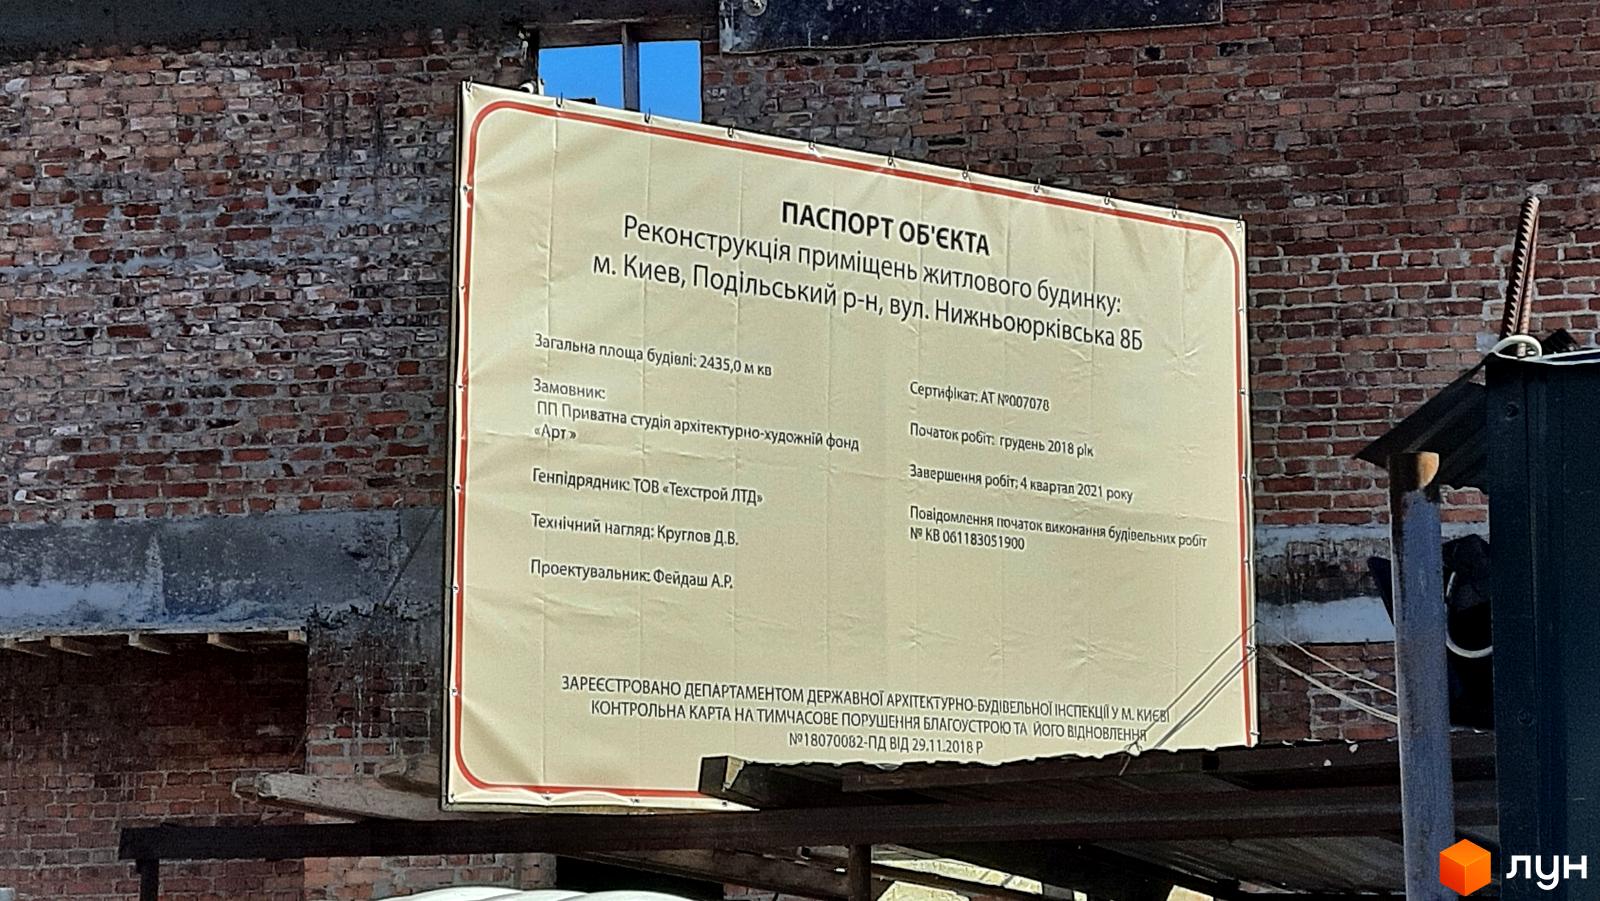 ПАСПОРТ ОБ'ЄКТА
Реконструкція приміщень житлового будинку:
м. Киев, Подільський р-н, вул. Нижньоюрківська 8Б
Загальна площа будівлі: 2435,0 м кв
Замовник:
ПП Приватна студія архітектурно-художній фонд
«Арт»
Генпідрядник: ТОВ «Техстрой ЛТД»
Технічний нагляд: Круглов Д.В.
Проектувальник: Фейдаш А.Р.
Сертифікат: АТ №007078
Початок робіт: грудень 2018 рік
Завершення робіт: 4 квартал 2021 року
Повідомлення початок виконання будівельних робіт
№ КВ 061183051900
ЗАРЕЄСТРОВАНО ДЕПАРТАМЕНТОМ ДЕРЖАВНОЇ АРХІТЕКТУРНО-БУДІВЕЛЬНОЇ ІНСПЕКЦІЇ У М. КИЄВІ
КОНТРОЛЬНА КАРТА НА ТИМЧАСОВЕ ПОРУШЕННЯ БЛАГОУСТРОЮ ТА ЙОГО ВІДНОВЛЕННЯ
№18070082-ПД ВІД 29.11.2018 Р
лун